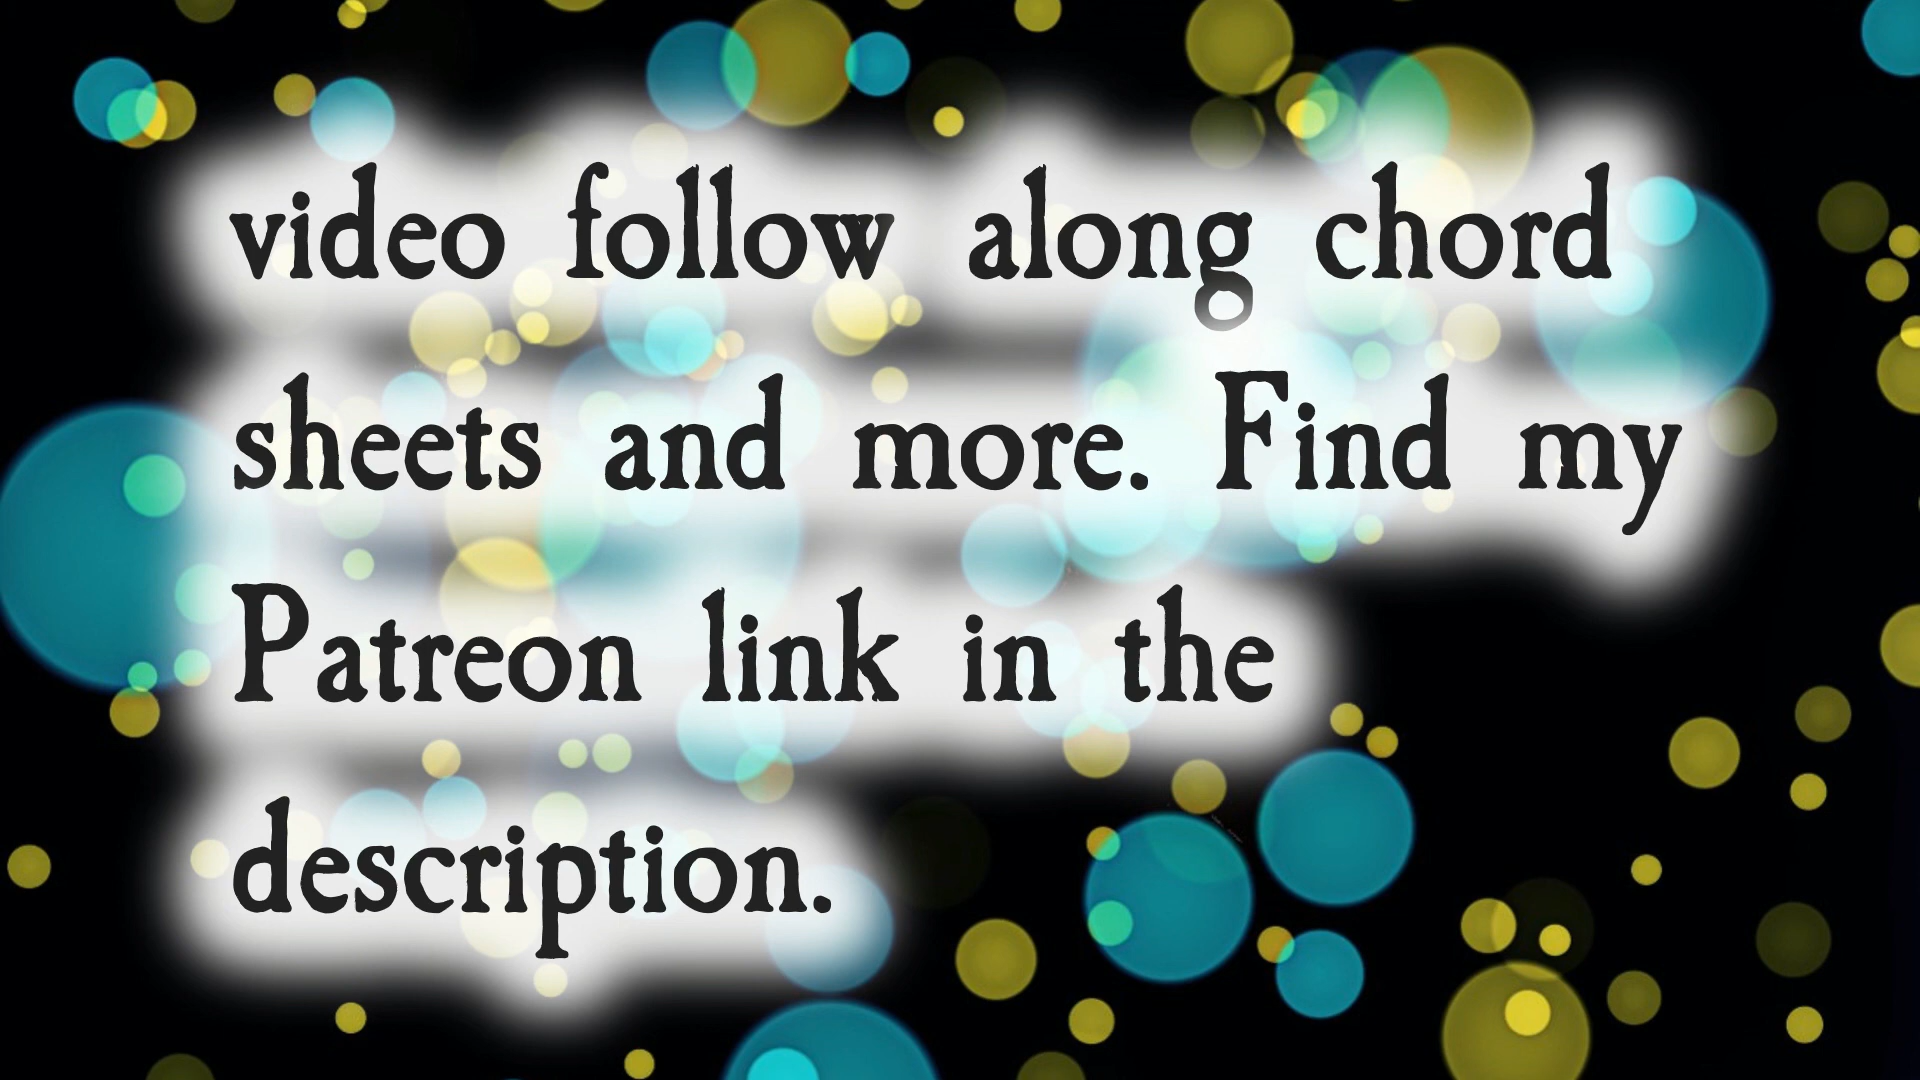 video follow along chord
sheets and more. Find my
Patreon link in the
description.